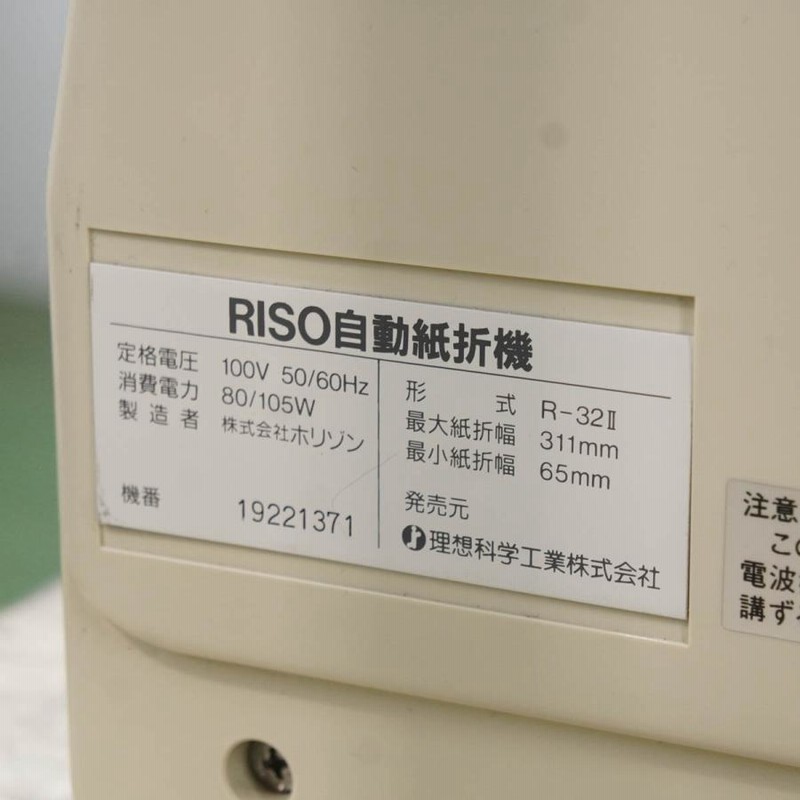 RISO自動紙折機
定格電圧 100V 50/60Hz
消費電力 80/105W
製造者 株式会社ホリゾン
機番 19221371
形式 R-32Ⅱ
最大紙折幅 311mm
最小紙折幅 65mm
発売元
理想科学工業株式会社
注意
この
電波
講ず